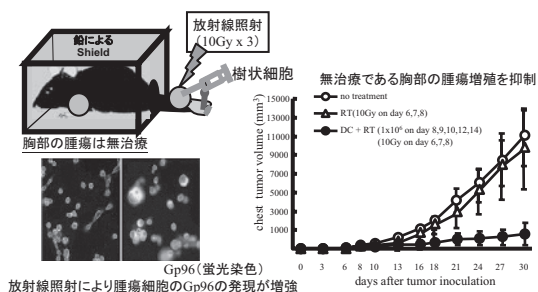 鉛による
Shield
放射線照射
(10Gy x 3)
樹状細胞
胸部の腫瘍は無治療
Gp96(蛍光染色)
放射線照射により腫瘍細胞のGp96の発現が増強
無治療である胸部の腫瘍増殖を抑制
no treatment
RT(10Gy on day 6,7,8)
DC + RT (1x10⁶ on day 8,9,10,12,14)
(10Gy on day 6,7,8)
chest tumor volume (mm³)
15000
13000
11000
9000
7000
5000
3000
1000
0 3 6 8 10 13 16 18 21 24 27 30
days after tumor inoculation